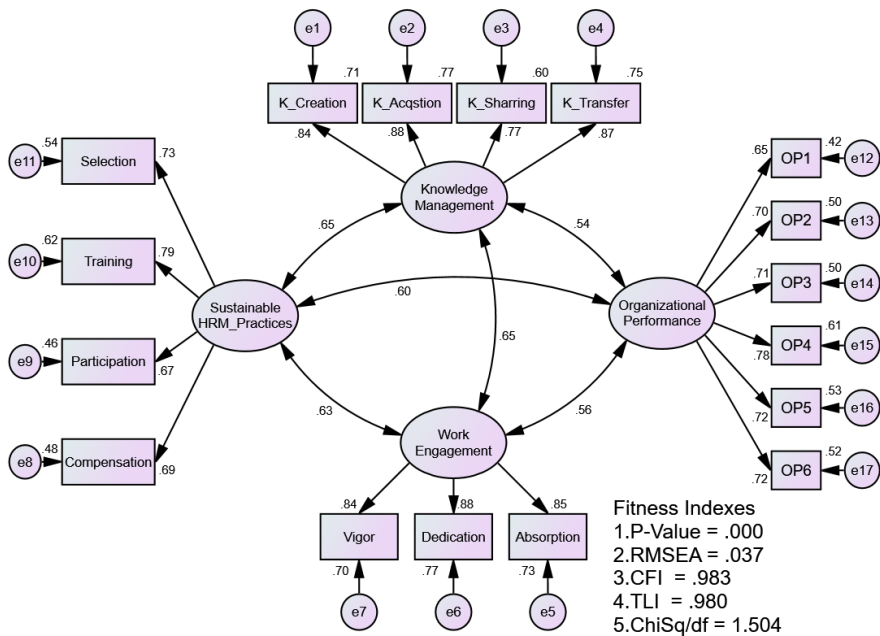 e1
e2
e3
e4
.71
.77
.60
.75
K_Creation
K_Acqstion
K_Sharring
K_Transfer
.84
.88
.77
.87
Knowledge
Management
.54
e11
Selection
.73
.62
e10
Training
.79
.46
e9
Participation
.67
.48
e8
Compensation
.69
Sustainable
HRM_Practices
.65
.54
.60
.65
.63
.56
Organizational
Performance
.65
OP1
.42
e12
.70
OP2
.50
e13
.71
OP3
.50
e14
.78
OP4
.61
e15
.72
OP5
.53
e16
.72
OP6
.52
e17
Work
Engagement
.84
.88
.85
Vigor
Dedication
Absorption
.70
.77
.73
e7
e6
e5
Fitness Indexes
1.P-Value = .000
2.RMSEA = .037
3.CFI = .983
4.TLI = .980
5.ChiSq/df = 1.504